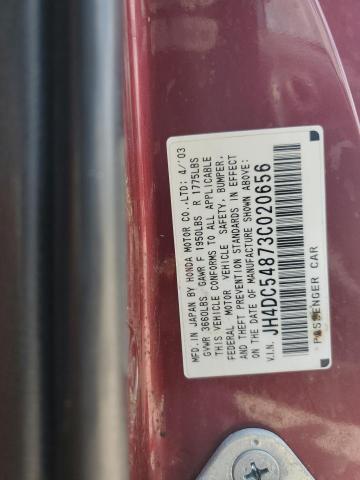 MFD.IN JAPAN BY HONDA MOTOR CO.,LTD: 4/'03
GVWR 3660LBS GAWR F 1950LBS R 1775LBS
THIS VEHICLE CONFORMS TO ALL APPLICABLE
FEDERAL MOTOR VEHICLE SAFETY, BUMPER,
AND THEFT PREVENTION STANDARDS IN EFFECT
ON THE DATE OF MANUFACTURE SHOWN ABOVE:
V.I.N. JH4DC54873C020656
PASSENGER CAR